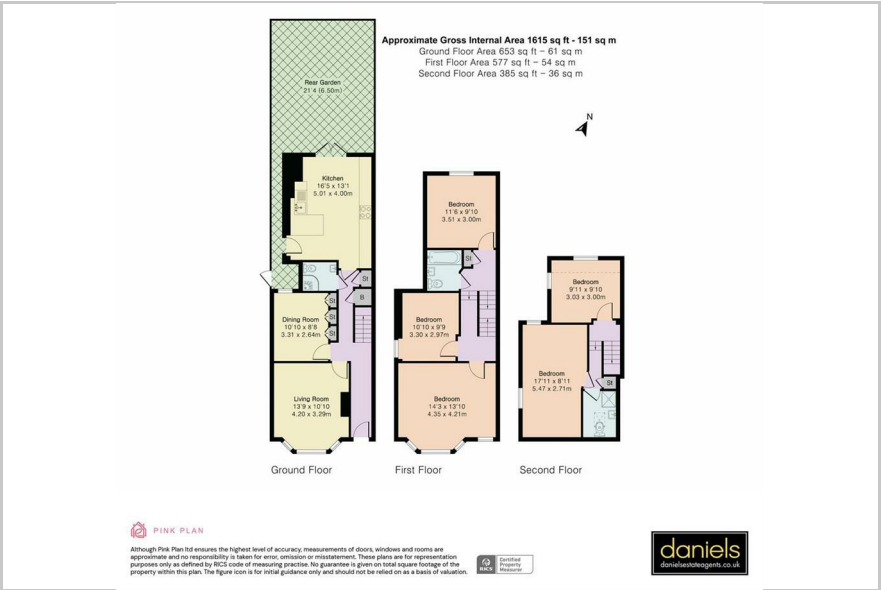 Approximate Gross Internal Area 1615 sq ft - 151 sq m
Ground Floor Area 653 sq ft – 61 sq m
First Floor Area 577 sq ft – 54 sq m
Second Floor Area 385 sq ft – 36 sq m
N
Rear Garden
21'4 (6.50m)
Kitchen
16'5 x 13'1
5.01 x 4.00m
St
B
Dining Room
10'10 x 8'8
3.31 x 2.64m
St
St
St
Living Room
13'9 x 10'10
4.20 x 3.29m
Ground Floor
Bedroom
11'6 x 9'10
3.51 x 3.00m
St
Bedroom
10'10 x 9'9
3.30 x 2.97m
Bedroom
14'3 x 13'10
4.35 x 4.21m
First Floor
Bedroom
9'11 x 9'10
3.03 x 3.00m
Bedroom
17'11 x 8'11
5.47 x 2.71m
St
Second Floor
PINK PLAN
Although Pink Plan ltd ensures the highest level of accuracy, measurements of doors, windows and rooms are
approximate and no responsibility is taken for error, omission or misstatement. These plans are for representation
purposes only as defined by RICS code of measuring practise. No guarantee is given on total square footage of the
property within this plan. The figure icon is for initial guidance only and should not be relied on as a basis of valuation.
RICS
Certified
Property
Measurer
daniels
danielsestateagents.co.uk